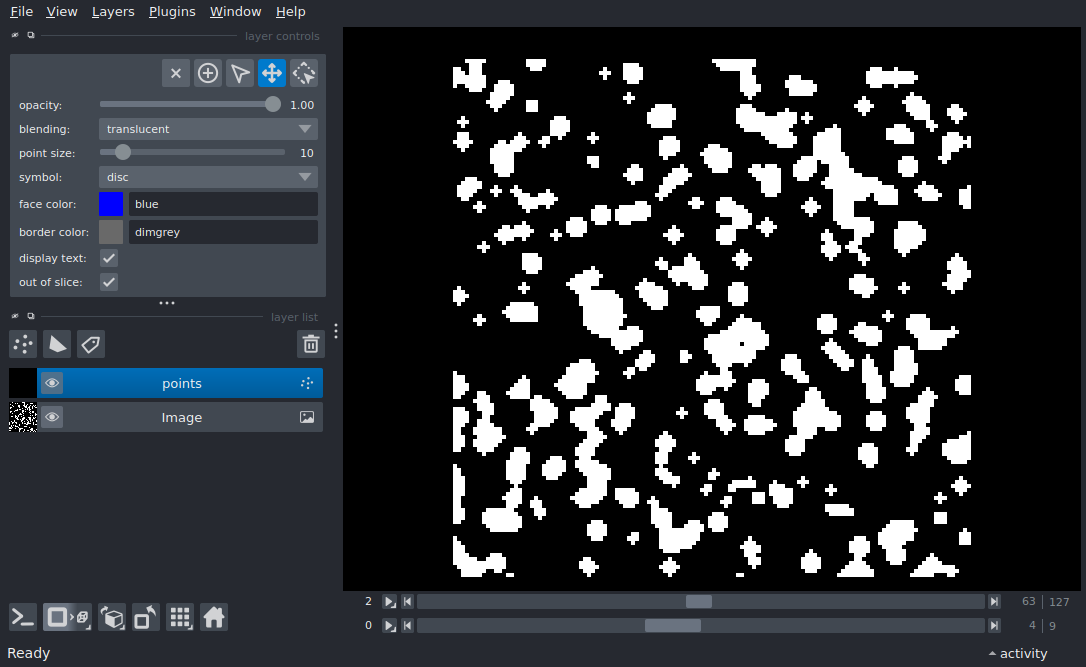 File View Layers Plugins Window Help
layer controls
opacity: 1.00
blending: translucent
point size: 10
symbol: disc
face color: blue
border color: dimgrey
display text:
out of slice:
layer list
points
Image
2 63 | 127
0 4 | 9
Ready activity